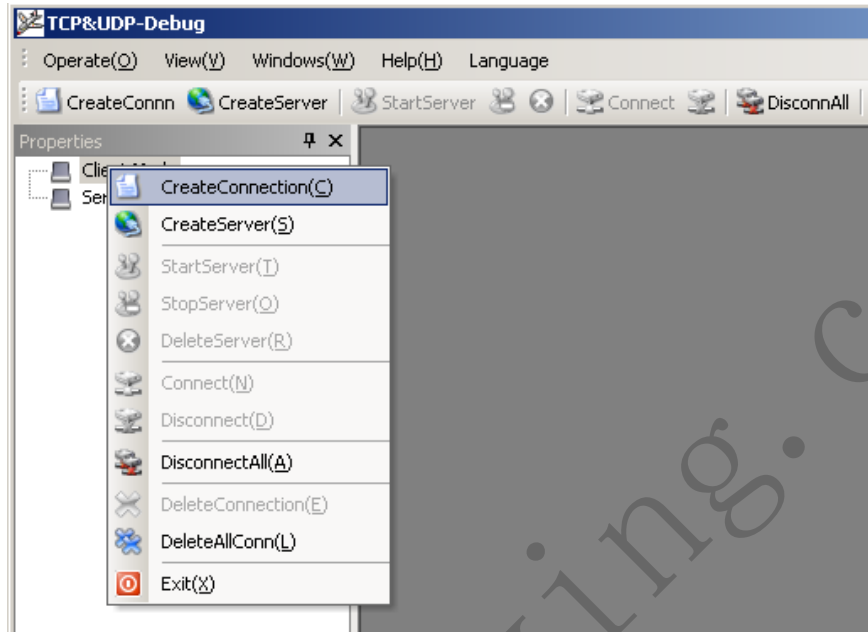 TCP&UDP-Debug
Operate(O) View(V) Windows(W) Help(H) Language
CreateConnn CreateServer StartServer Connect DisconnAll
Properties
CreateConnection(C)
CreateServer(S)
StartServer(T)
StopServer(O)
DeleteServer(R)
Connect(N)
Disconnect(D)
DisconnectAll(A)
DeleteConnection(E)
DeleteAllConn(L)
Exit(X)